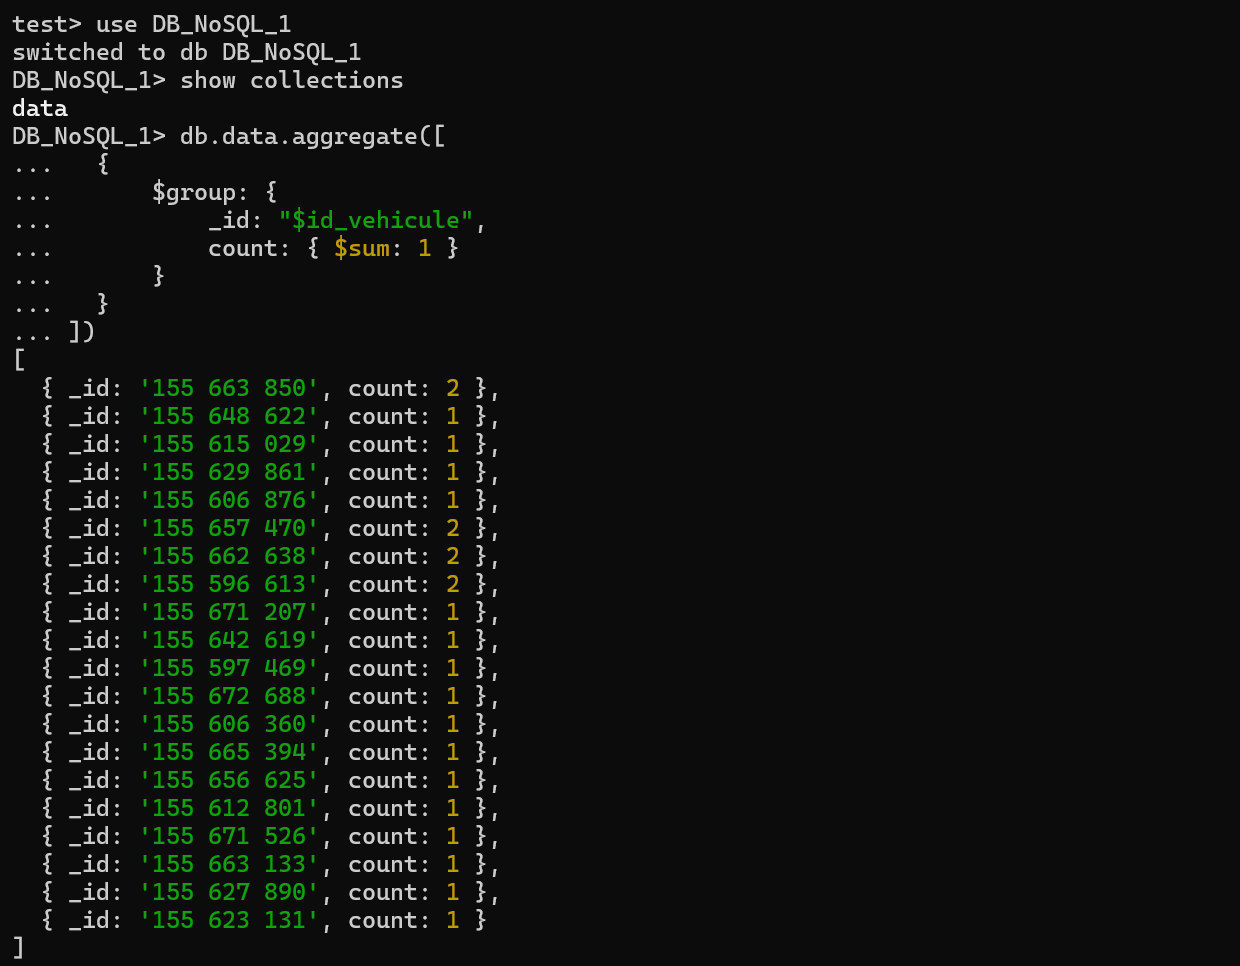 test> use DB_NoSQL_1
switched to db DB_NoSQL_1
DB_NoSQL_1> show collections
data
DB_NoSQL_1> db.data.aggregate([
...   {
...       $group: {
...           _id: "$id_vehicule",
...           count: { $sum: 1 }
...       }
...   }
... ])
[
  { _id: '155 663 850', count: 2 },
  { _id: '155 648 622', count: 1 },
  { _id: '155 615 029', count: 1 },
  { _id: '155 629 861', count: 1 },
  { _id: '155 606 876', count: 1 },
  { _id: '155 657 470', count: 2 },
  { _id: '155 662 638', count: 2 },
  { _id: '155 596 613', count: 2 },
  { _id: '155 671 207', count: 1 },
  { _id: '155 642 619', count: 1 },
  { _id: '155 597 469', count: 1 },
  { _id: '155 672 688', count: 1 },
  { _id: '155 606 360', count: 1 },
  { _id: '155 665 394', count: 1 },
  { _id: '155 656 625', count: 1 },
  { _id: '155 612 801', count: 1 },
  { _id: '155 671 526', count: 1 },
  { _id: '155 663 133', count: 1 },
  { _id: '155 627 890', count: 1 },
  { _id: '155 623 131', count: 1 }
]